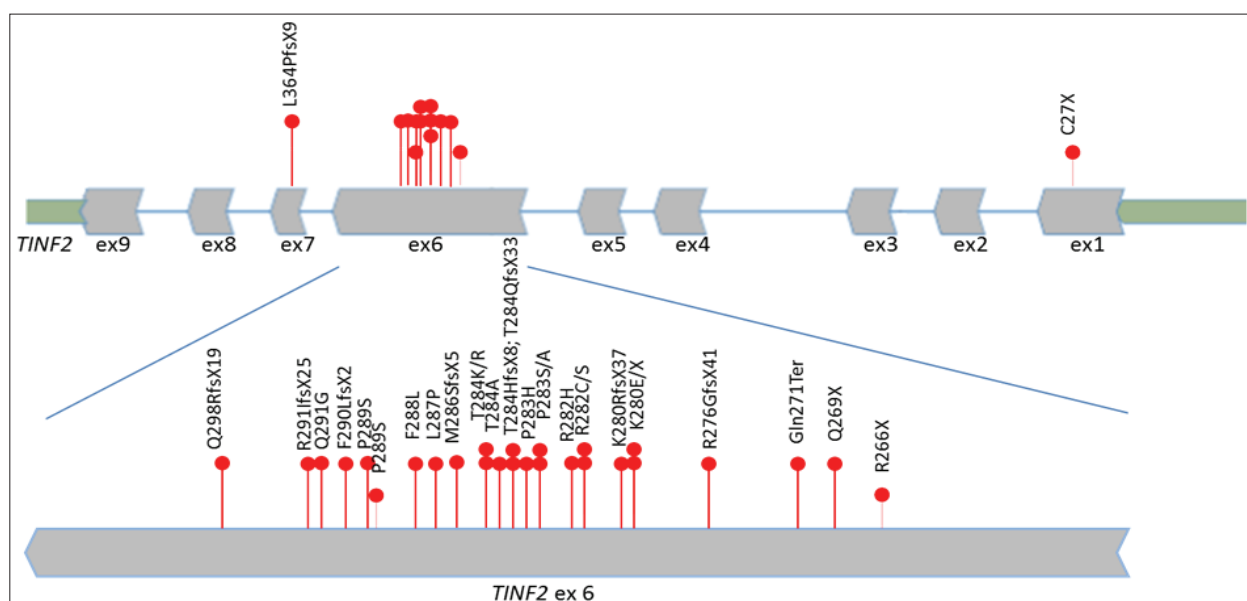 L364PfsX9
C27X
TINF2
ex9
ex8
ex7
ex6
ex5
ex4
ex3
ex2
ex1
Q298RfsX19
R291IfsX25
Q291G
F290LfsX2
P289S
P289S
F288L
L287P
M286SfsX5
T284K/R
T284A
T284HfsX8; T284QfsX33
P283H
P283S/A
R282H
R282C/S
K280RfsX37
K280E/X
R276GfsX41
Gln271Ter
Q269X
R266X
TINF2 ex 6